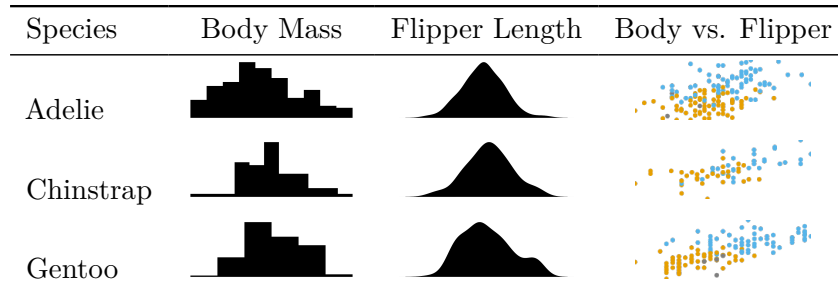 Species Body Mass Flipper Length Body vs. Flipper
Adelie
Chinstrap
Gentoo